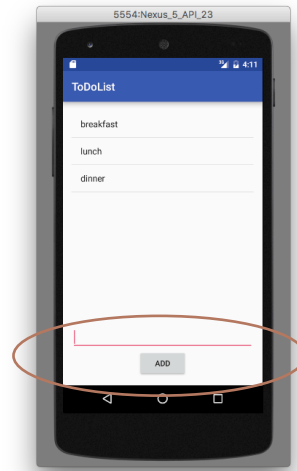 5554:Nexus_5_API_23
4:11
ToDoList
breakfast
lunch
dinner
ADD